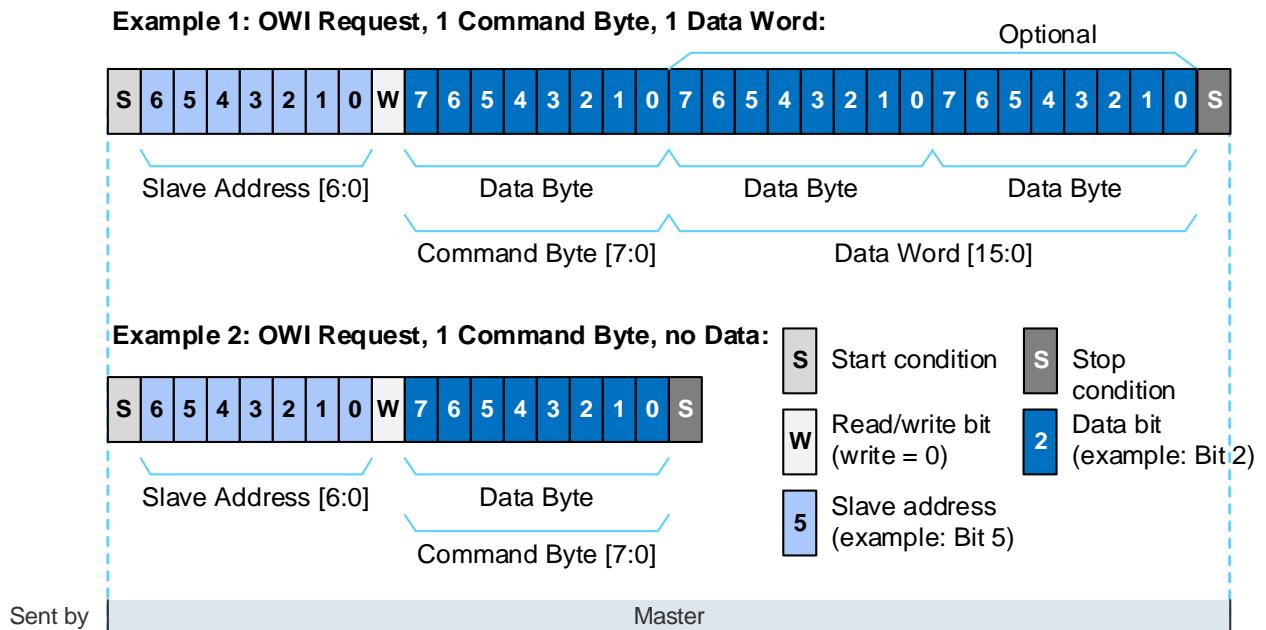 Example 1: OWI Request, 1 Command Byte, 1 Data Word:
Optional
S 6 5 4 3 2 1 0 W 7 6 5 4 3 2 1 0 7 6 5 4 3 2 1 0 7 6 5 4 3 2 1 0 S
Slave Address [6:0] Data Byte Data Byte Data Byte
Command Byte [7:0] Data Word [15:0]
Example 2: OWI Request, 1 Command Byte, no Data:
S 6 5 4 3 2 1 0 W 7 6 5 4 3 2 1 0 S
Slave Address [6:0] Data Byte
Command Byte [7:0]
S Start condition
S Stop
condition
W Read/write bit
(write = 0)
2 Data bit
(example: Bit 2)
5 Slave address
(example: Bit 5)
Sent by Master